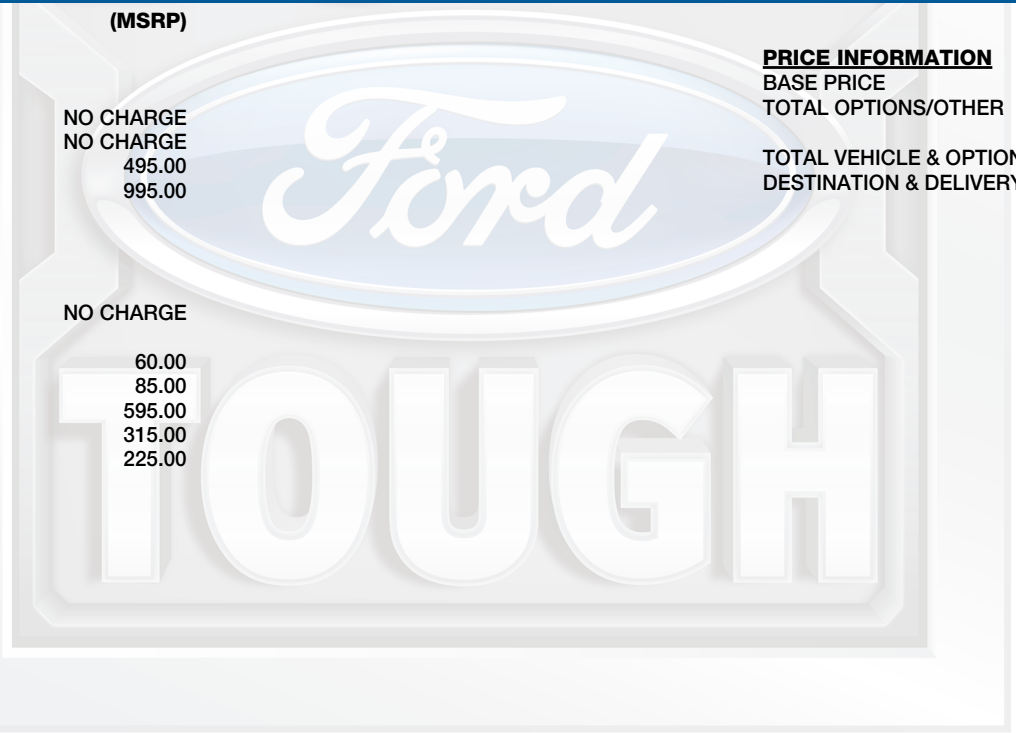 (MSRP)
NO CHARGE
NO CHARGE
495.00
995.00
NO CHARGE
60.00
85.00
595.00
315.00
225.00
PRICE INFORMATION
BASE PRICE
TOTAL OPTIONS/OTHER
TOTAL VEHICLE & OPTION
DESTINATION & DELIVERY
Ford
TOUGH